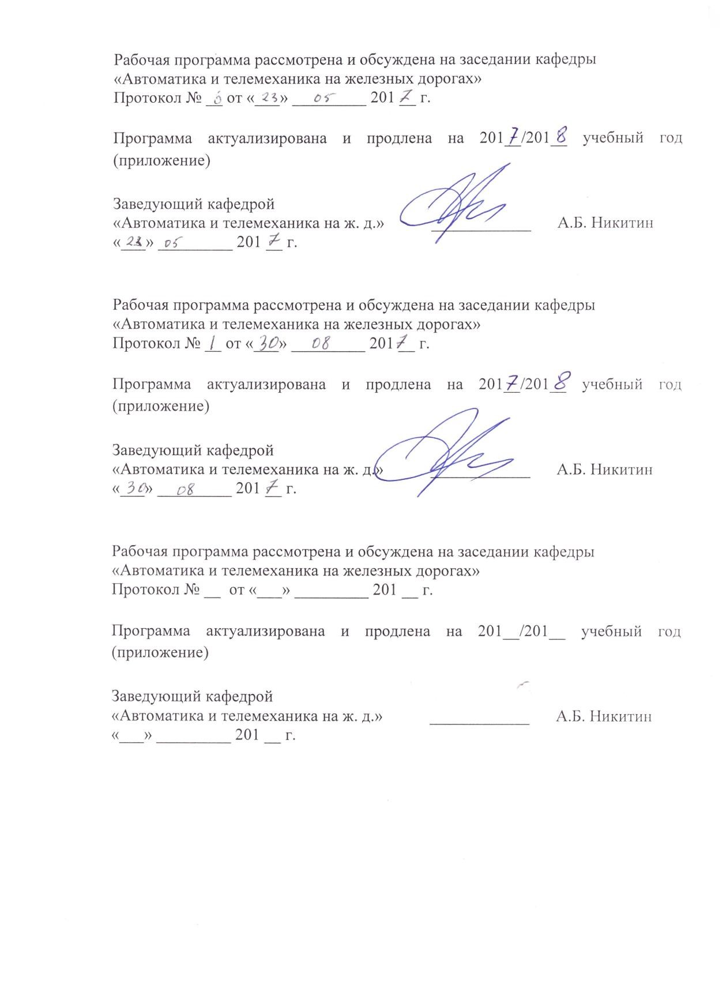 Рабочая программа рассмотрена и обсуждена на заседании кафедры
«Автоматика и телемеханика на железных дорогах»
Протокол № 6 от «23» 05 2017 г.
Программа актуализирована и продлена на 2017/2018 учебный год
(приложение)
Заведующий кафедрой
«Автоматика и телемеханика на ж. д.» А.Б. Никитин
«23» 05 2017 г.
Рабочая программа рассмотрена и обсуждена на заседании кафедры
«Автоматика и телемеханика на железных дорогах»
Протокол № 1 от «30» 08 2017 г.
Программа актуализирована и продлена на 2017/2018 учебный год
(приложение)
Заведующий кафедрой
«Автоматика и телемеханика на ж. д.» А.Б. Никитин
«30» 08 2017 г.
Рабочая программа рассмотрена и обсуждена на заседании кафедры
«Автоматика и телемеханика на железных дорогах»
Протокол № __ от «___» _________ 201 __ г.
Программа актуализирована и продлена на 201__/201__ учебный год
(приложение)
Заведующий кафедрой
«Автоматика и телемеханика на ж. д.» ____________ А.Б. Никитин
«___» _________ 201 __ г.